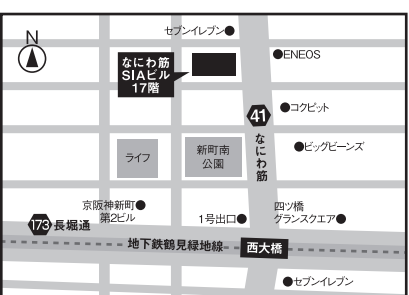 セブンイレブン●
N
●ENEOS
なにわ筋
SIAビル
17階
41
なにわ筋
●コクピット
●ビッグビーンズ
ライフ
新町南
公園
京阪神新町●
第2ビル
1号出口●
四ツ橋
グランスクエア●
173 長堀通
地下鉄鶴見緑地線
西大橋
●セブンイレブン